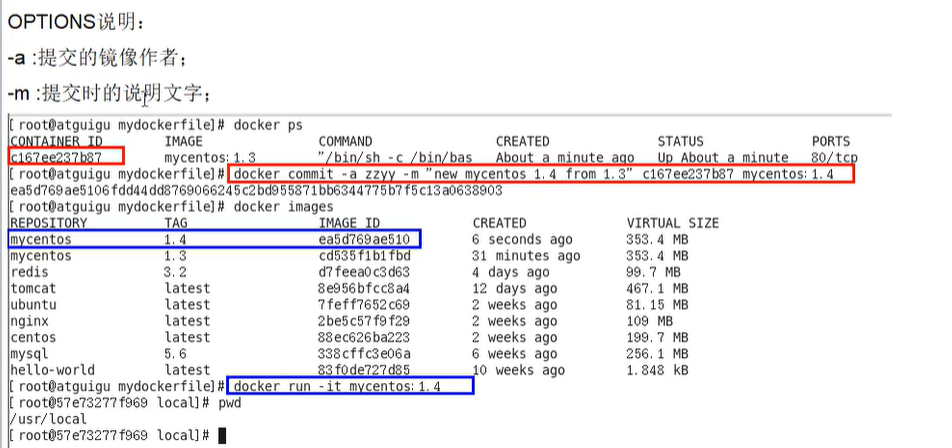 OPTIONS说明：
-a :提交的镜像作者；
-m :提交时的说明文字；
[root@atguigu mydockerfile]# docker ps
CONTAINER ID IMAGE COMMAND CREATED STATUS PORTS
c167ee237b87 mycentos:1.3 "/bin/sh -c /bin/bas About a minute ago Up About a minute 80/tcp
[root@atguigu mydockerfile]# docker commit -a zzyy -m "new mycentos 1.4 from 1.3" c167ee237b87 mycentos:1.4
ea5d769ae5106fdd44dd8769066245c2bd955871bb6344775b7f5c13a0638903
[root@atguigu mydockerfile]# docker images
REPOSITORY TAG IMAGE ID CREATED VIRTUAL SIZE
mycentos 1.4 ea5d769ae510 6 seconds ago 353.4 MB
mycentos 1.3 cd535f1b1fbd 31 minutes ago 353.4 MB
redis 3.2 d7feea0c3d63 4 days ago 99.7 MB
tomcat latest 8e956bfcc8a4 12 days ago 467.1 MB
ubuntu latest 7feff7652c69 2 weeks ago 81.15 MB
nginx latest 2be5c57f9f29 2 weeks ago 109 MB
centos latest 88ec626ba223 2 weeks ago 199.7 MB
mysql 5.6 338cffc3e06a 6 weeks ago 256.1 MB
hello-world latest 83f0de727d85 10 weeks ago 1.848 kB
[root@atguigu mydockerfile]# docker run -it mycentos:1.4
[root@57e73277f969 local]# pwd
/usr/local
[root@57e73277f969 local]#